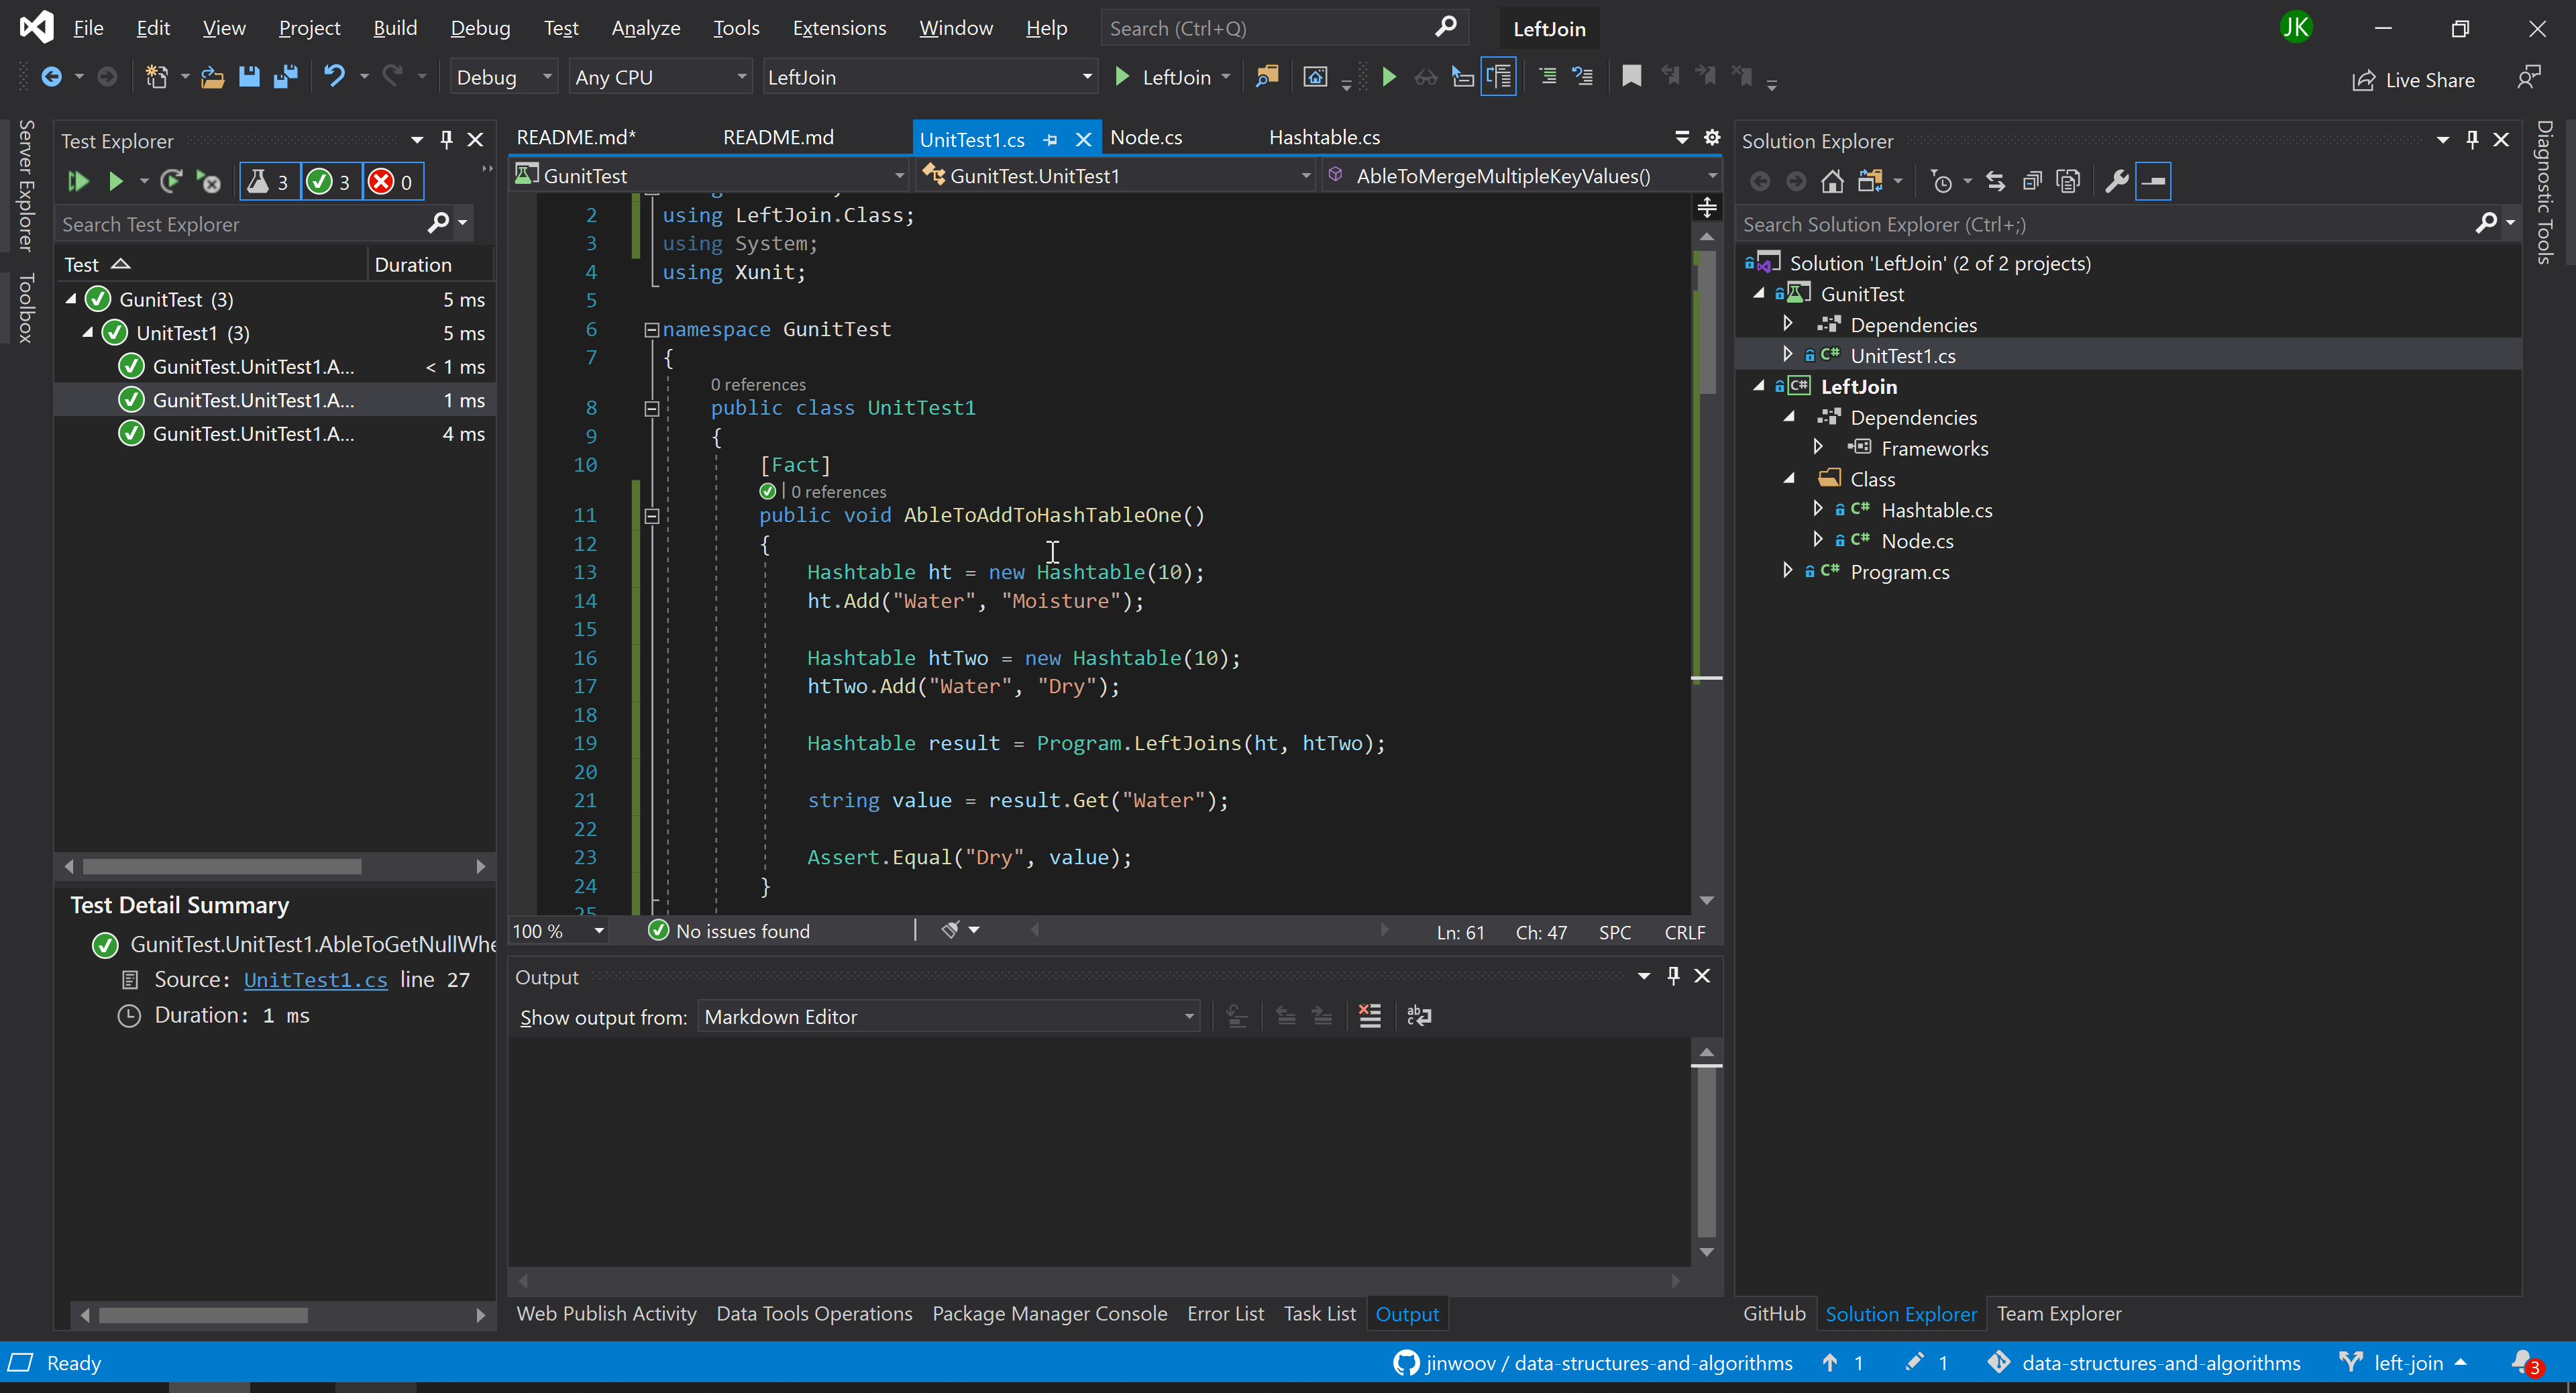 File Edit View Project Build Debug Test Analyze Tools Extensions Window Help Search (Ctrl+Q) LeftJoin JK
Debug Any CPU LeftJoin LeftJoin Live Share
Server Explorer
Toolbox
Test Explorer
3 3 0
Search Test Explorer
Test Duration
GunitTest (3) 5 ms
UnitTest1 (3) 5 ms
GunitTest.UnitTest1.A... < 1 ms
GunitTest.UnitTest1.A... 1 ms
GunitTest.UnitTest1.A... 4 ms
Test Detail Summary
GunitTest.UnitTest1.AbleToGetNullWhe
Source: UnitTest1.cs line 27
Duration: 1 ms
README.md* README.md UnitTest1.cs Node.cs Hashtable.cs
GunitTest GunitTest.UnitTest1 AbleToMergeMultipleKeyValues()
2 using LeftJoin.Class;
3 using System;
4 using Xunit;
5
6 namespace GunitTest
7 {
0 references
8 public class UnitTest1
9 {
10 [Fact]
| 0 references
11 public void AbleToAddToHashTableOne()
12 {
13 Hashtable ht = new Hashtable(10);
14 ht.Add("Water", "Moisture");
15
16 Hashtable htTwo = new Hashtable(10);
17 htTwo.Add("Water", "Dry");
18
19 Hashtable result = Program.LeftJoins(ht, htTwo);
20
21 string value = result.Get("Water");
22
23 Assert.Equal("Dry", value);
24 }
25
100 % No issues found Ln: 61 Ch: 47 SPC CRLF
Output
Show output from: Markdown Editor
Web Publish Activity Data Tools Operations Package Manager Console Error List Task List Output
Solution Explorer
Search Solution Explorer (Ctrl+;)
Solution 'LeftJoin' (2 of 2 projects)
GunitTest
Dependencies
C# UnitTest1.cs
C# LeftJoin
Dependencies
Frameworks
Class
C# Hashtable.cs
C# Node.cs
C# Program.cs
GitHub Solution Explorer Team Explorer
Diagnostic Tools
Ready jinwoov / data-structures-and-algorithms 1 1 data-structures-and-algorithms left-join 3